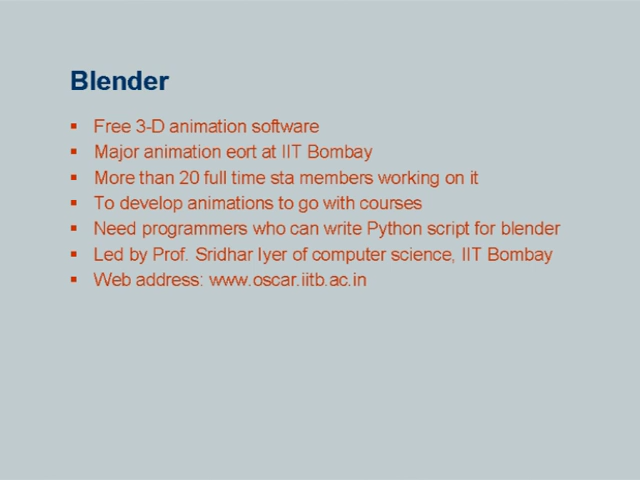 Blender
▪ Free 3-D animation software
▪ Major animation eort at IIT Bombay
▪ More than 20 full time sta members working on it
▪ To develop animations to go with courses
▪ Need programmers who can write Python script for blender
▪ Led by Prof. Sridhar Iyer of computer science, IIT Bombay
▪ Web address: www.oscar.iitb.ac.in